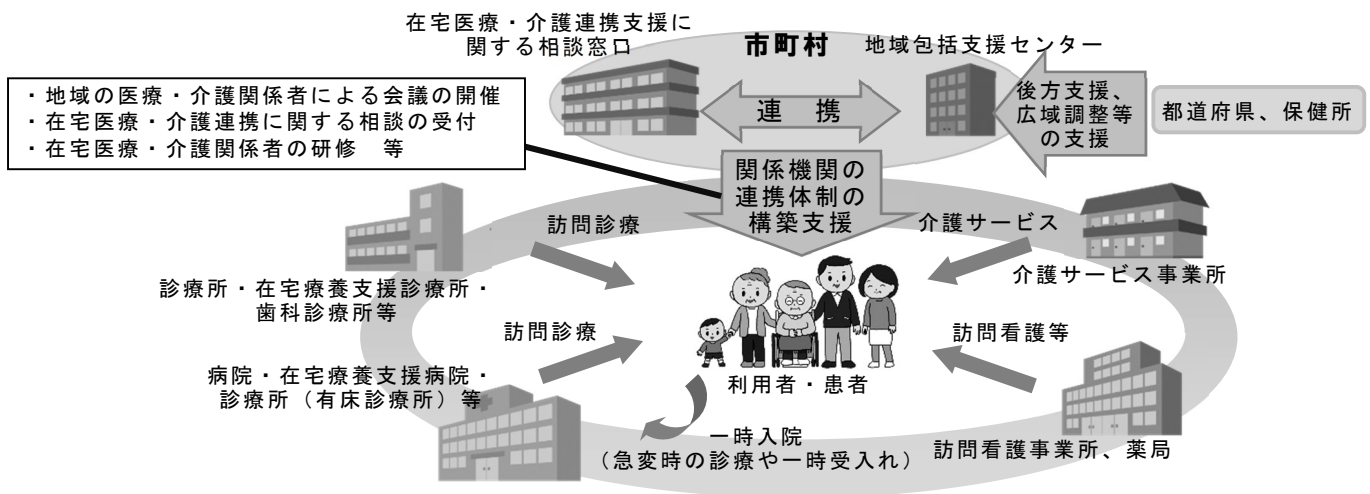 在宅医療・介護連携支援に
関する相談窓口
市町村
地域包括支援センター
・地域の医療・介護関係者による会議の開催
・在宅医療・介護連携に関する相談の受付
・在宅医療・介護関係者の研修　等
連　携
後方支援、
広域調整等
の支援
都道府県、保健所
関係機関の
連携体制の
構築支援
訪問診療
介護サービス
診療所・在宅療養支援診療所・
歯科診療所等
介護サービス事業所
訪問診療
訪問看護等
病院・在宅療養支援病院・
診療所（有床診療所）等
利用者・患者
一時入院
（急変時の診療や一時受入れ）
訪問看護事業所、薬局